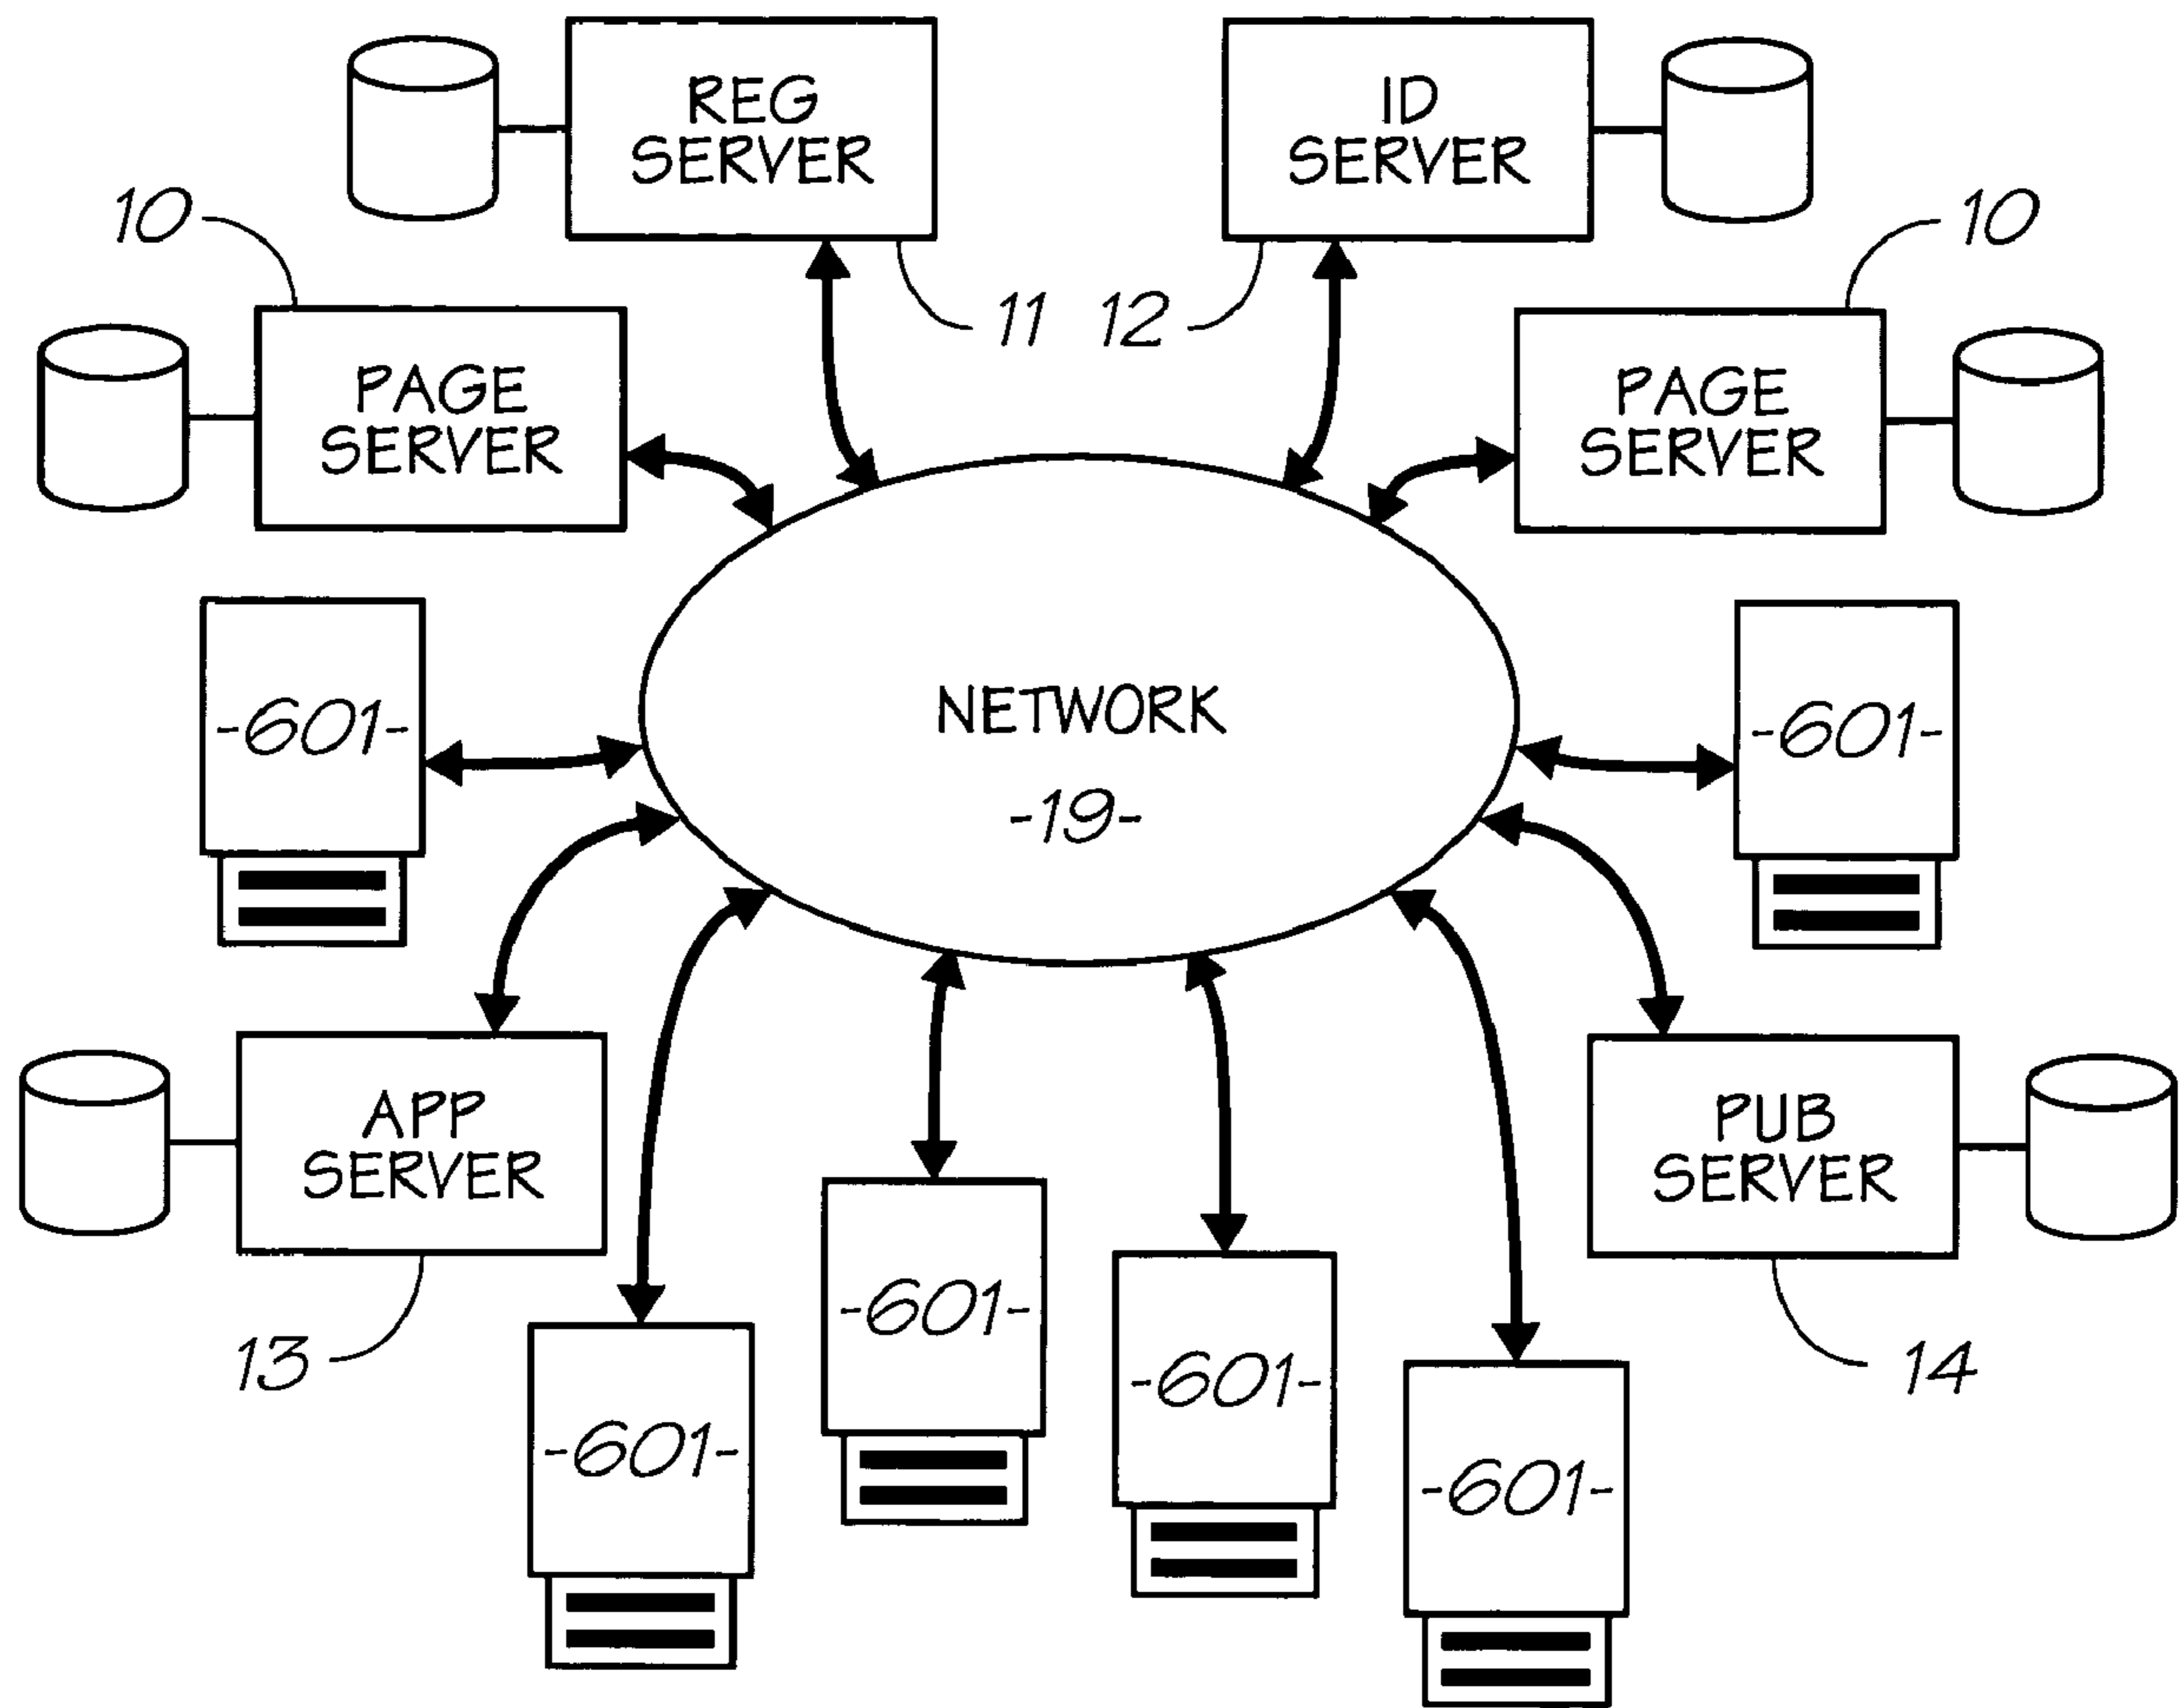 REG
SERVER
ID
SERVER
10
10
11
12
PAGE
SERVER
PAGE
SERVER
-601-
NETWORK
-19-
-601-
APP
SERVER
PUB
SERVER
13
-601-
-601-
-601-
-601-
14